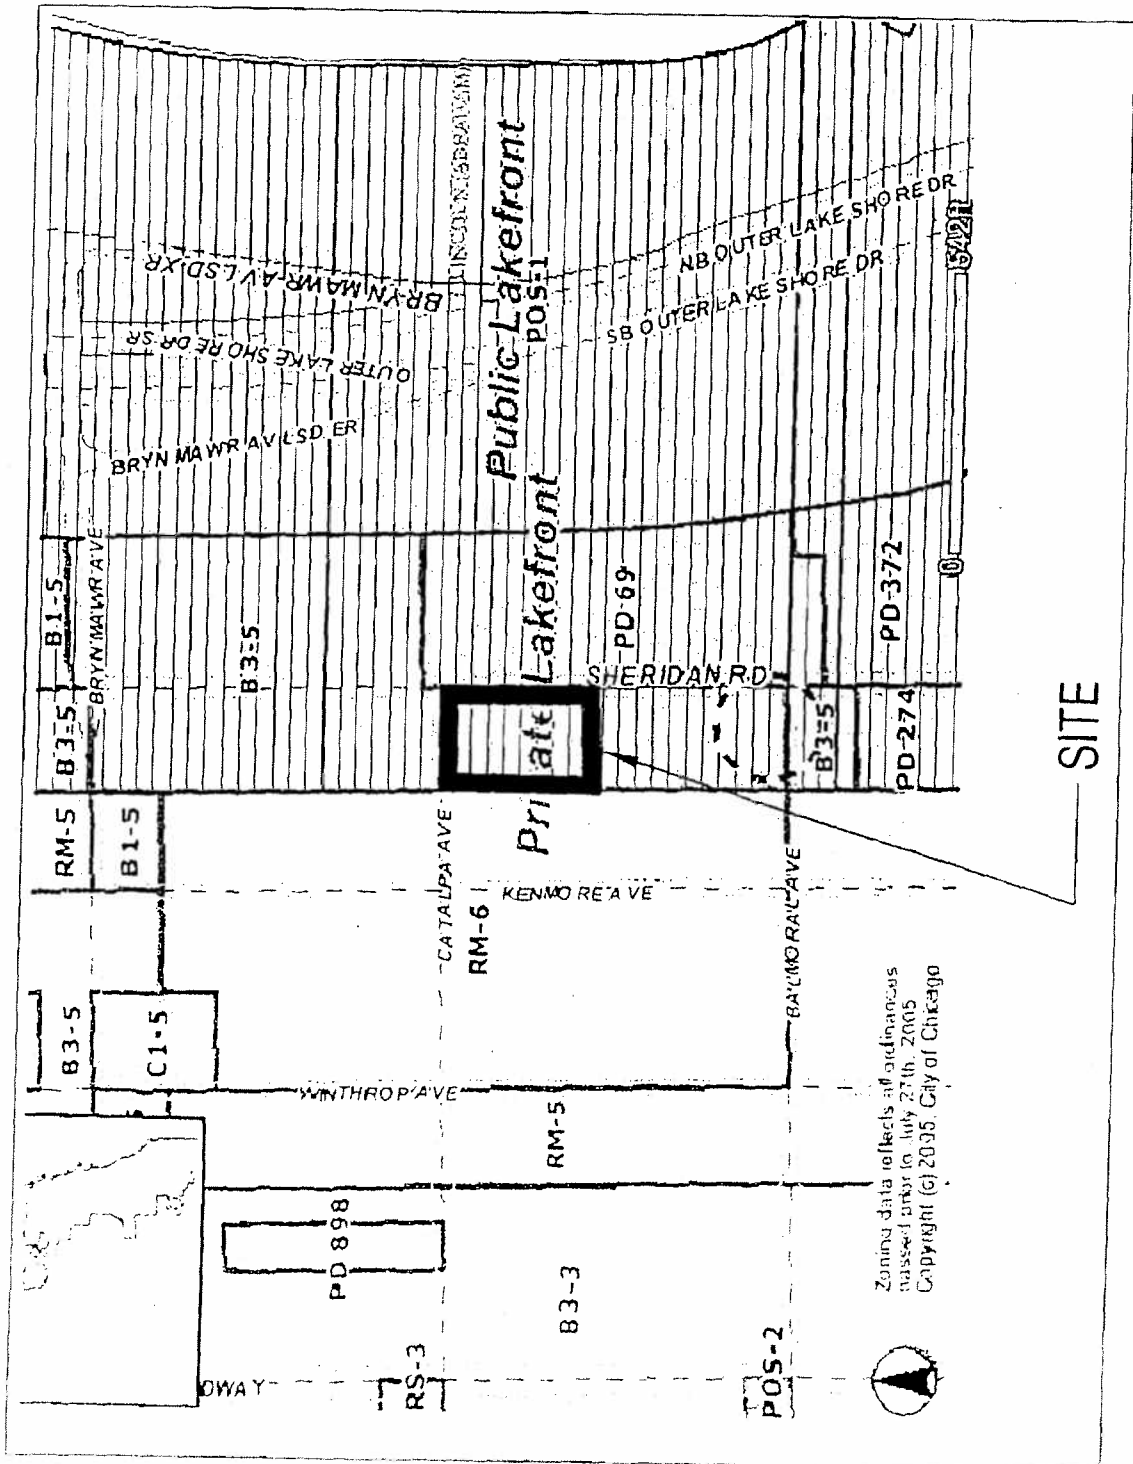 B1-5
B3-5
RM-5
B1-5
BRYN MAWR AVE
B3-5
C1-5
B3-5
BRYN MAWR AV LSD XR
OUTER LAKE SHORE DR SR
BRYN MAWR AV LSD ER
Public Lakefront
POS-1
NB OUTER LAKE SHORE DR
SB OUTER LAKE SHORE DR
Lakefront
PD-69
SHERIDAN RD
PD-372
0
B3-5
PD-274
SITE
CATALPA AVE
RM-6
KENMORE AVE
BALMORAL AVE
WINTHROP AVE
RM-5
PD 898
B3-3
RS-3
POS-2
DWAY
Zoning data reflects all ordinances
passed prior to July 27th, 2005
Copyright (c) 2005, City of Chicago